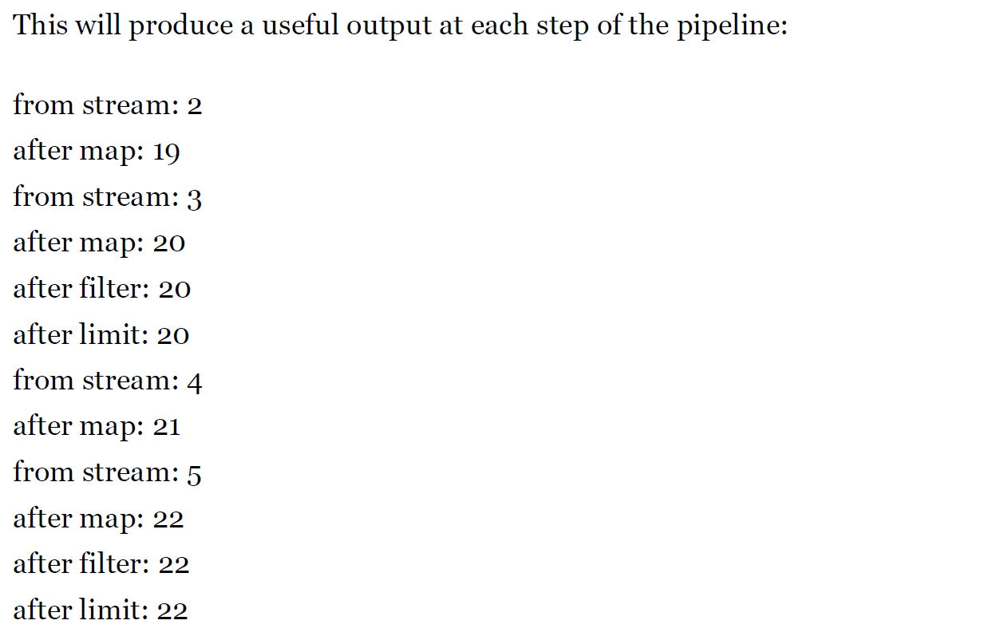 This will produce a useful output at each step of the pipeline:
from stream: 2
after map: 19
from stream: 3
after map: 20
after filter: 20
after limit: 20
from stream: 4
after map: 21
from stream: 5
after map: 22
after filter: 22
after limit: 22